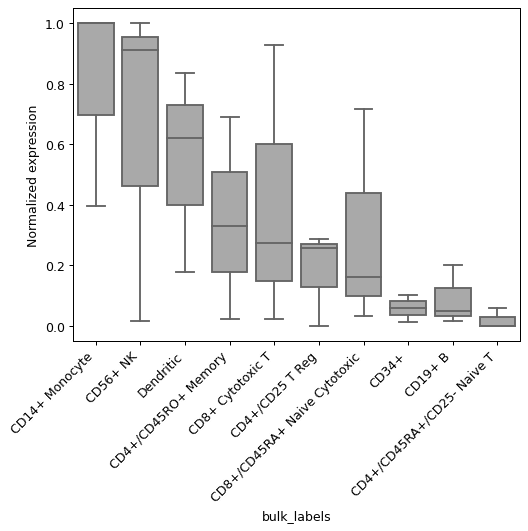 Normalized expression
1.0
0.8
0.6
0.4
0.2
0.0
CD14+ Monocyte
CD56+ NK
Dendritic
CD4+/CD45RO+ Memory
CD8+ Cytotoxic T
CD4+/CD25 T Reg
CD8+/CD45RA+ Naive Cytotoxic
CD34+
CD19+ B
CD4+/CD45RA+/CD25- Naive T
bulk_labels